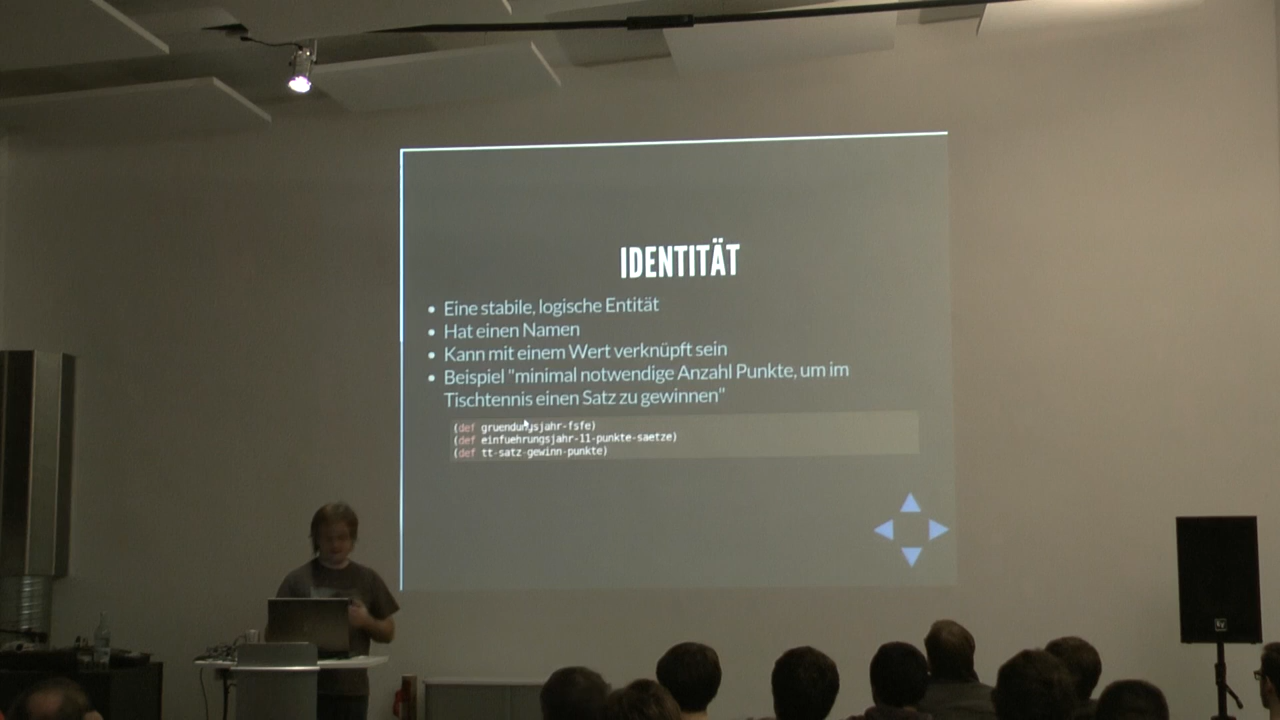 IDENTITÄT
Eine stabile, logische Entität
Hat einen Namen
Kann mit einem Wert verknüpft sein
Beispiel "minimal notwendige Anzahl Punkte, um im
Tischtennis einen Satz zu gewinnen"
(def gruendungsjahr-fsfe)
(def einfuehrungsjahr-11-punkte-saetze)
(def tt-satz-gewinn-punkte)
EV